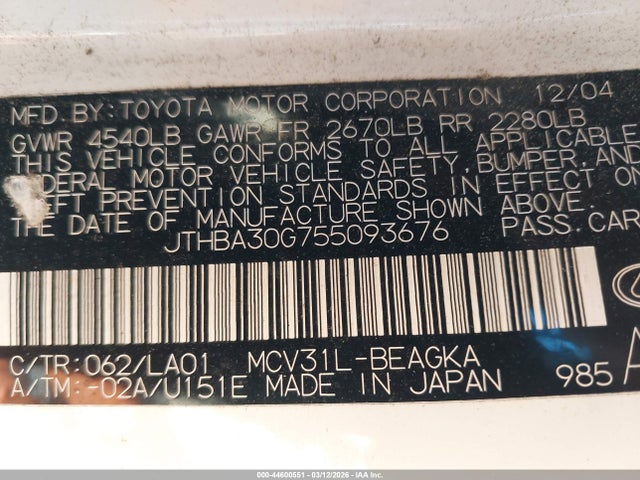 MFD. BY: TOYOTA MOTOR CORPORATION 12/04
GVWR 4540LB GAWR FR 2670LB RR 2280LB
THIS VEHICLE CONFORMS TO ALL APPLICABLE
EDERAL MOTOR VEHICLE SAFETY, BUMPER, AND
EFT PREVENTION STANDARDS IN EFFECT ON
THE DATE OF MANUFACTURE SHOWN ABOVE.
JTHBA30G755093676 PASS. CAR
C/TR: 062/LA01 MCV31L-BEAGKA
A/TM: -02A/U151E MADE IN JAPAN 985 A
000-44600551 - 03/12/2026 - IAA Inc.